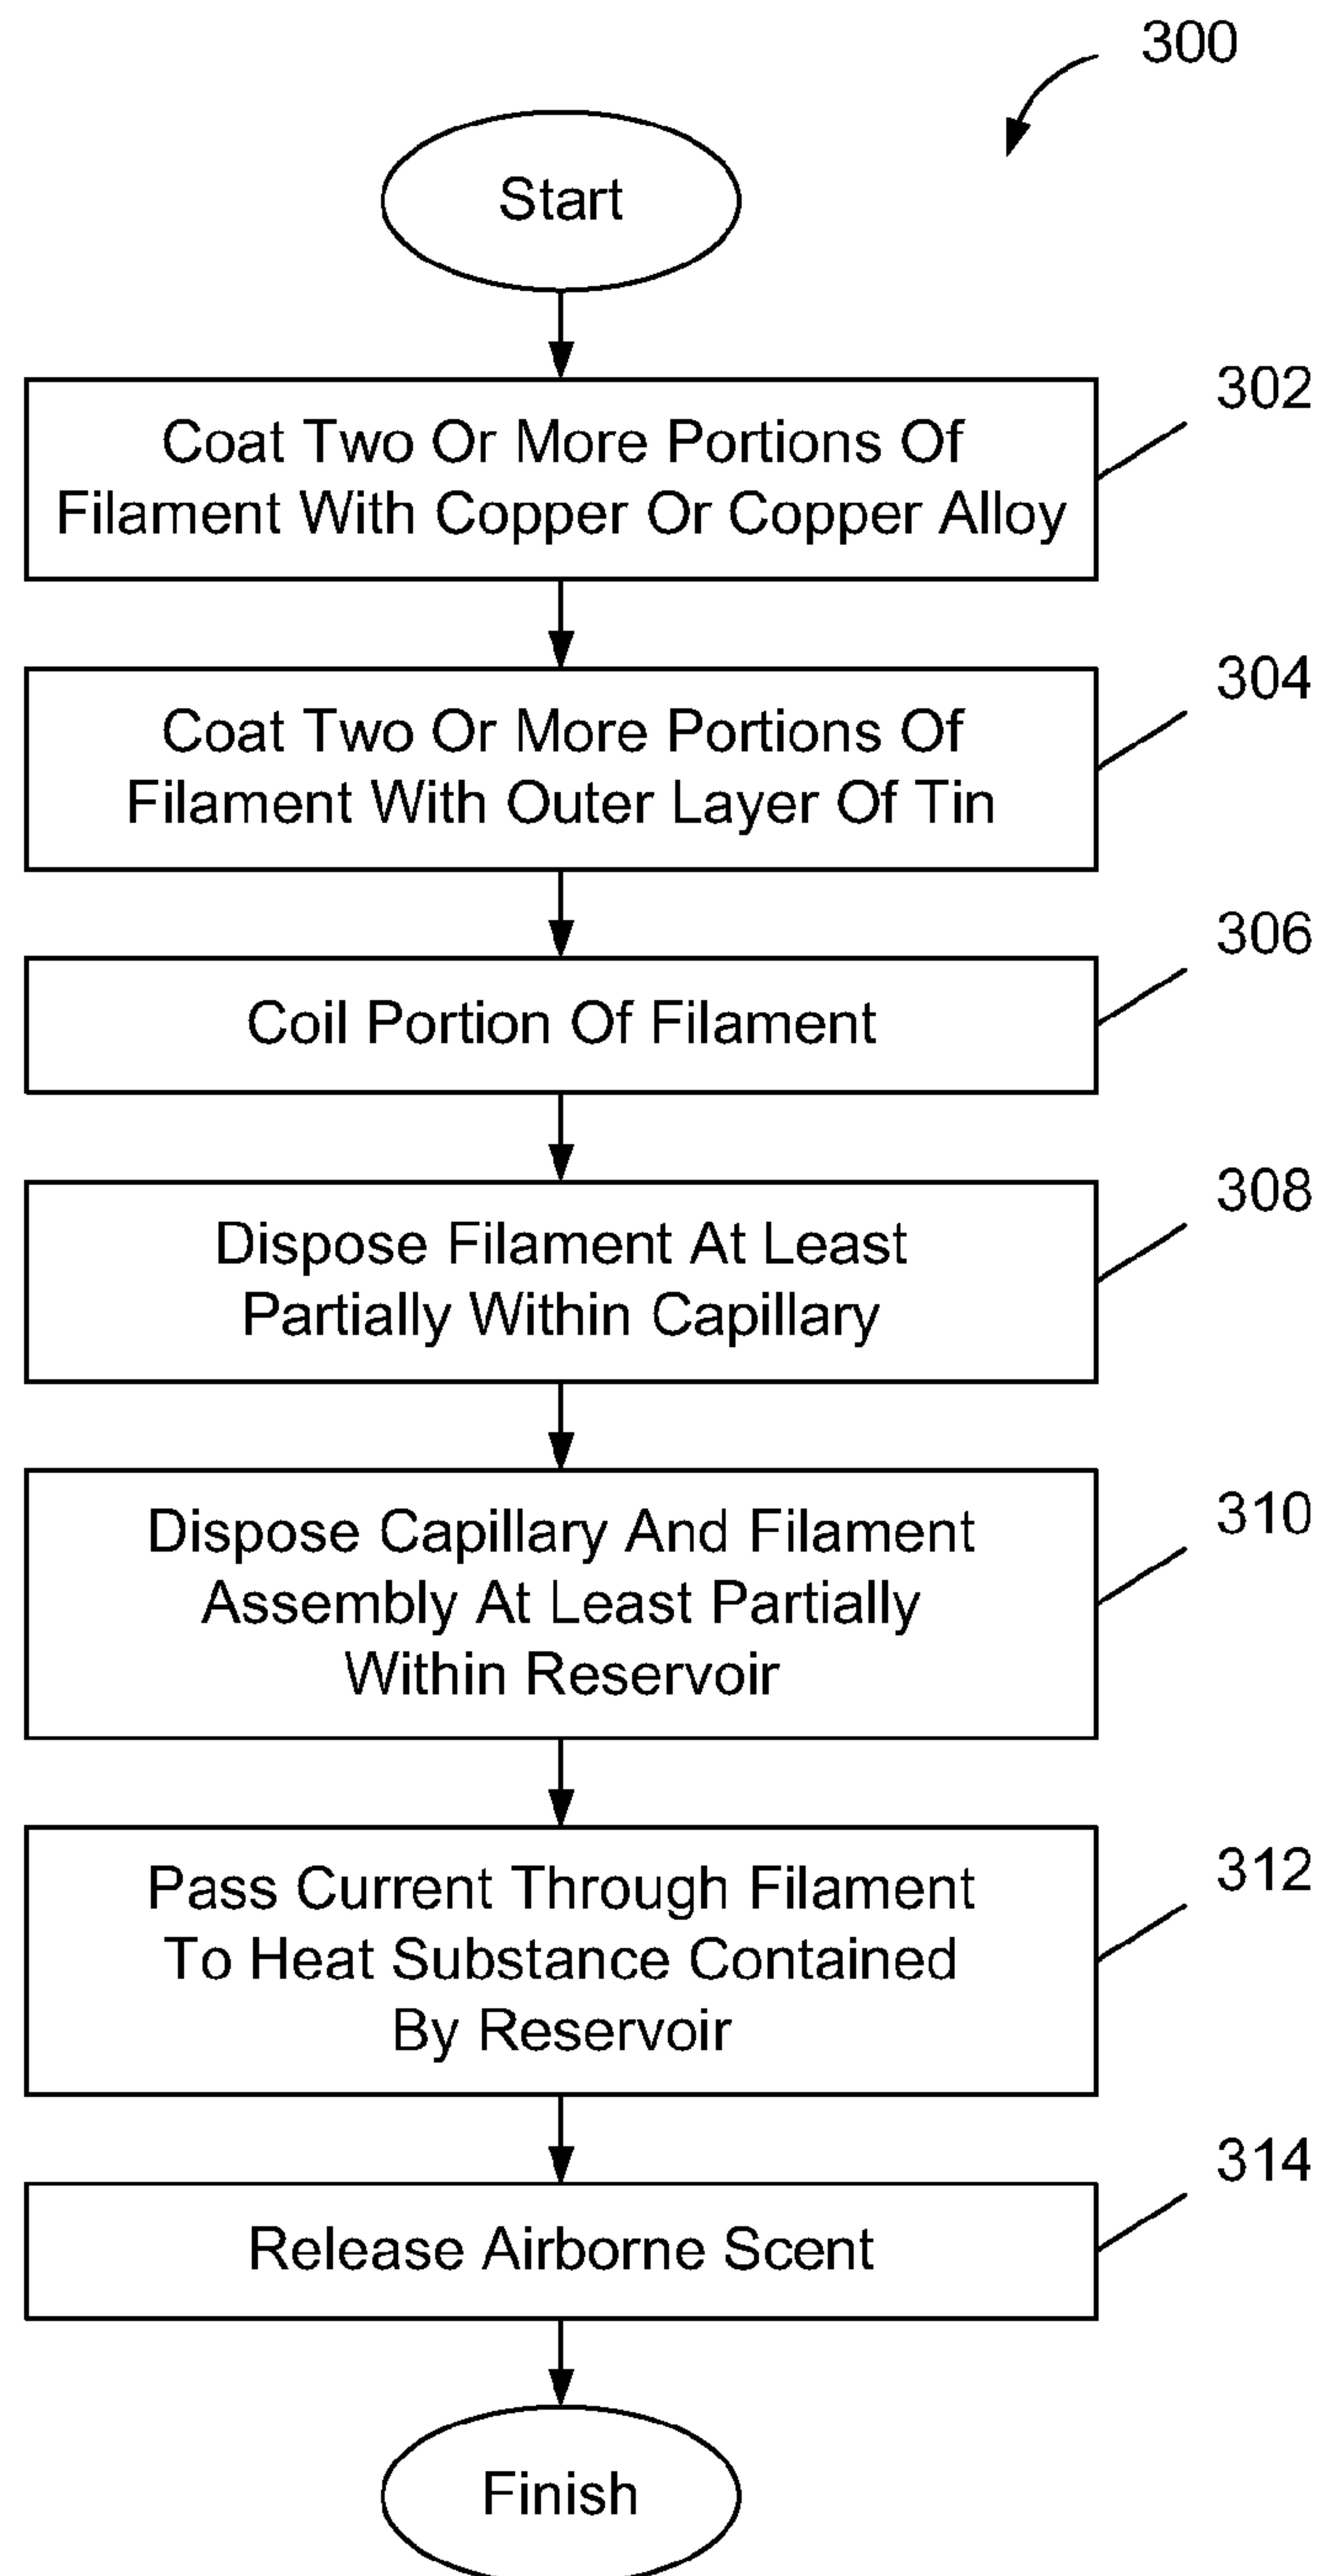 300
Start
302
Coat Two Or More Portions Of
Filament With Copper Or Copper Alloy
304
Coat Two Or More Portions Of
Filament With Outer Layer Of Tin
306
Coil Portion Of Filament
308
Dispose Filament At Least
Partially Within Capillary
310
Dispose Capillary And Filament
Assembly At Least Partially
Within Reservoir
312
Pass Current Through Filament
To Heat Substance Contained
By Reservoir
314
Release Airborne Scent
Finish